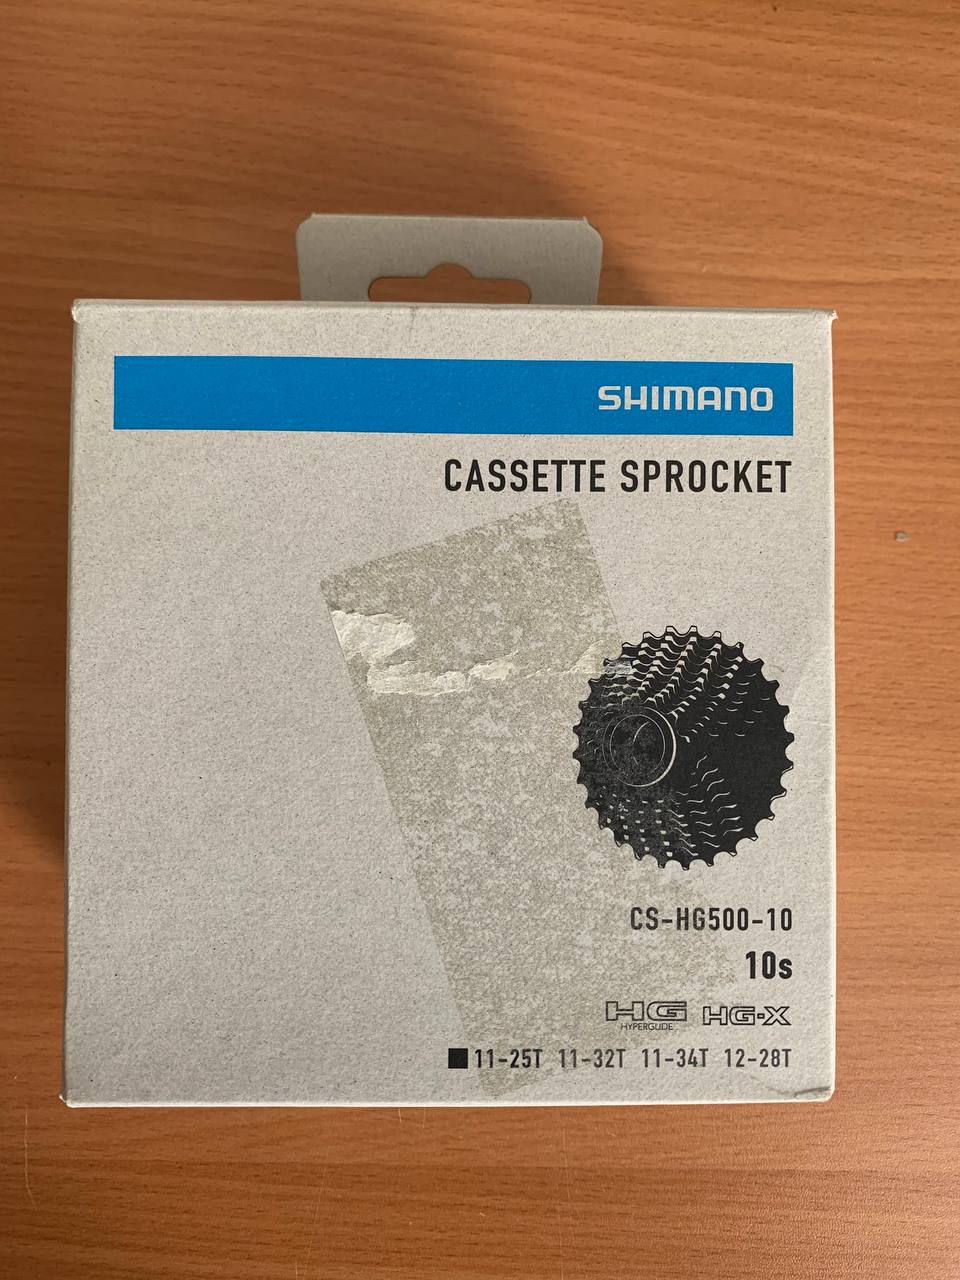 SHIMANO
CASSETTE SPROCKET
CS-HG500-10
10s
HG HG-X
HYPERGLIDE
■11-25T 11-32T 11-34T 12-28T